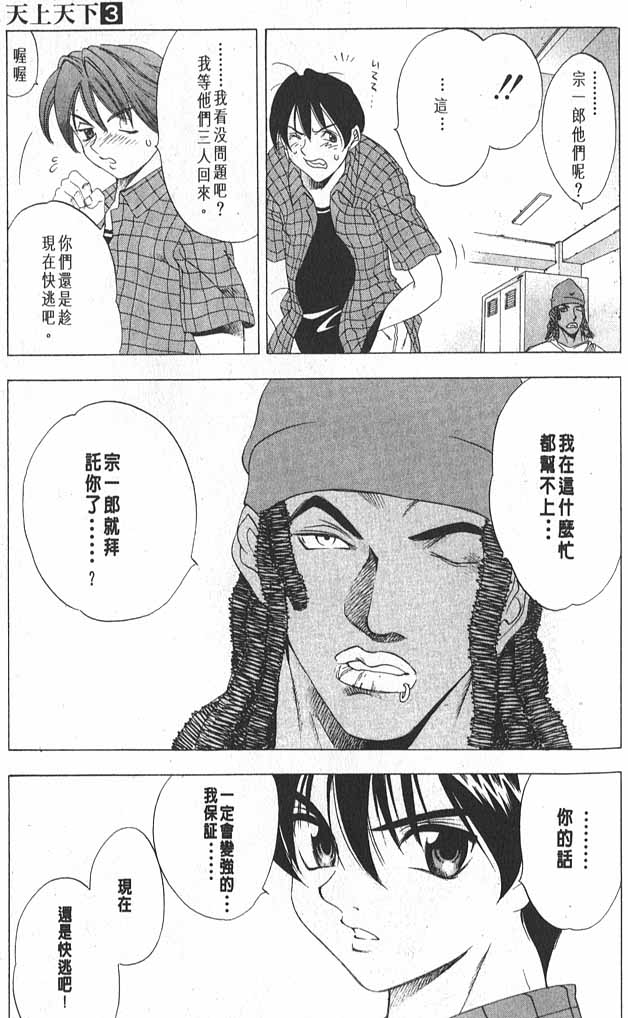 天上天下3
………
宗一郎他們呢？
!!
…
這…
………我看没問題吧？
我等他們三人回來。
喔
喔
你們還是趁
現在快逃吧。
我在這什麼忙
都幫不上…
宗一郎就拜
託你了……？
………
你的話
一定會變強的…
我保証……
現在
還是快逃吧！